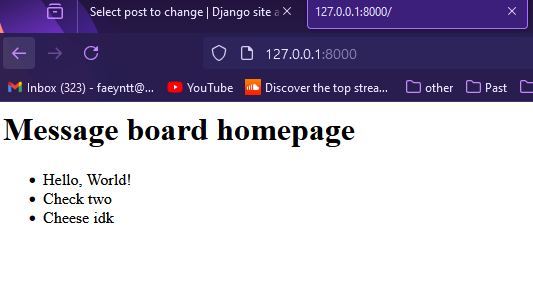 Select post to change | Django site a
127.0.0.1:8000/
127.0.0.1:8000
Inbox (323) - faeyntt@... YouTube Discover the top strea... other Past
Message board homepage
• Hello, World!
• Check two
• Cheese idk